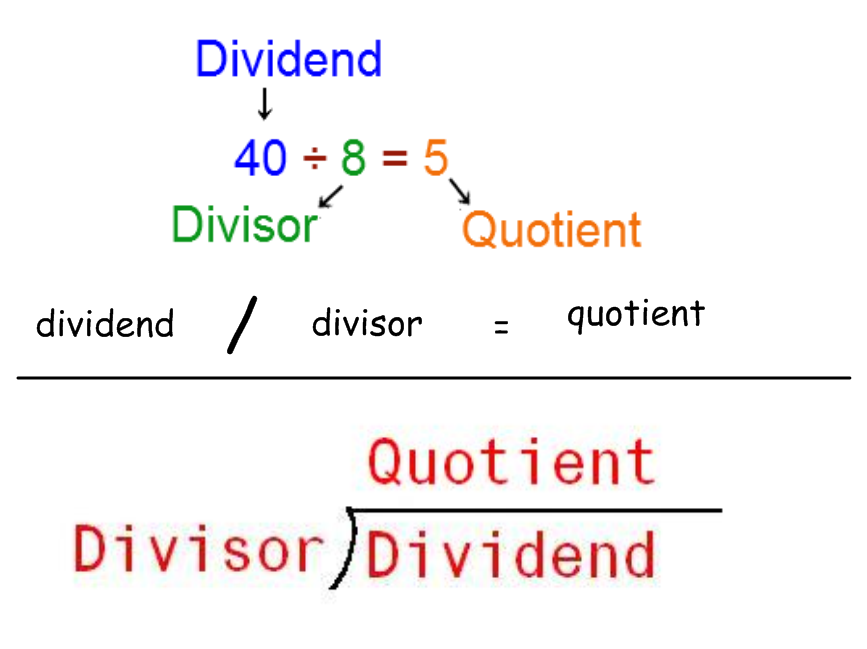 Dividend
40 ÷ 8 = 5
Divisor Quotient
dividend / divisor = quotient
Quotient
Divisor ) Dividend